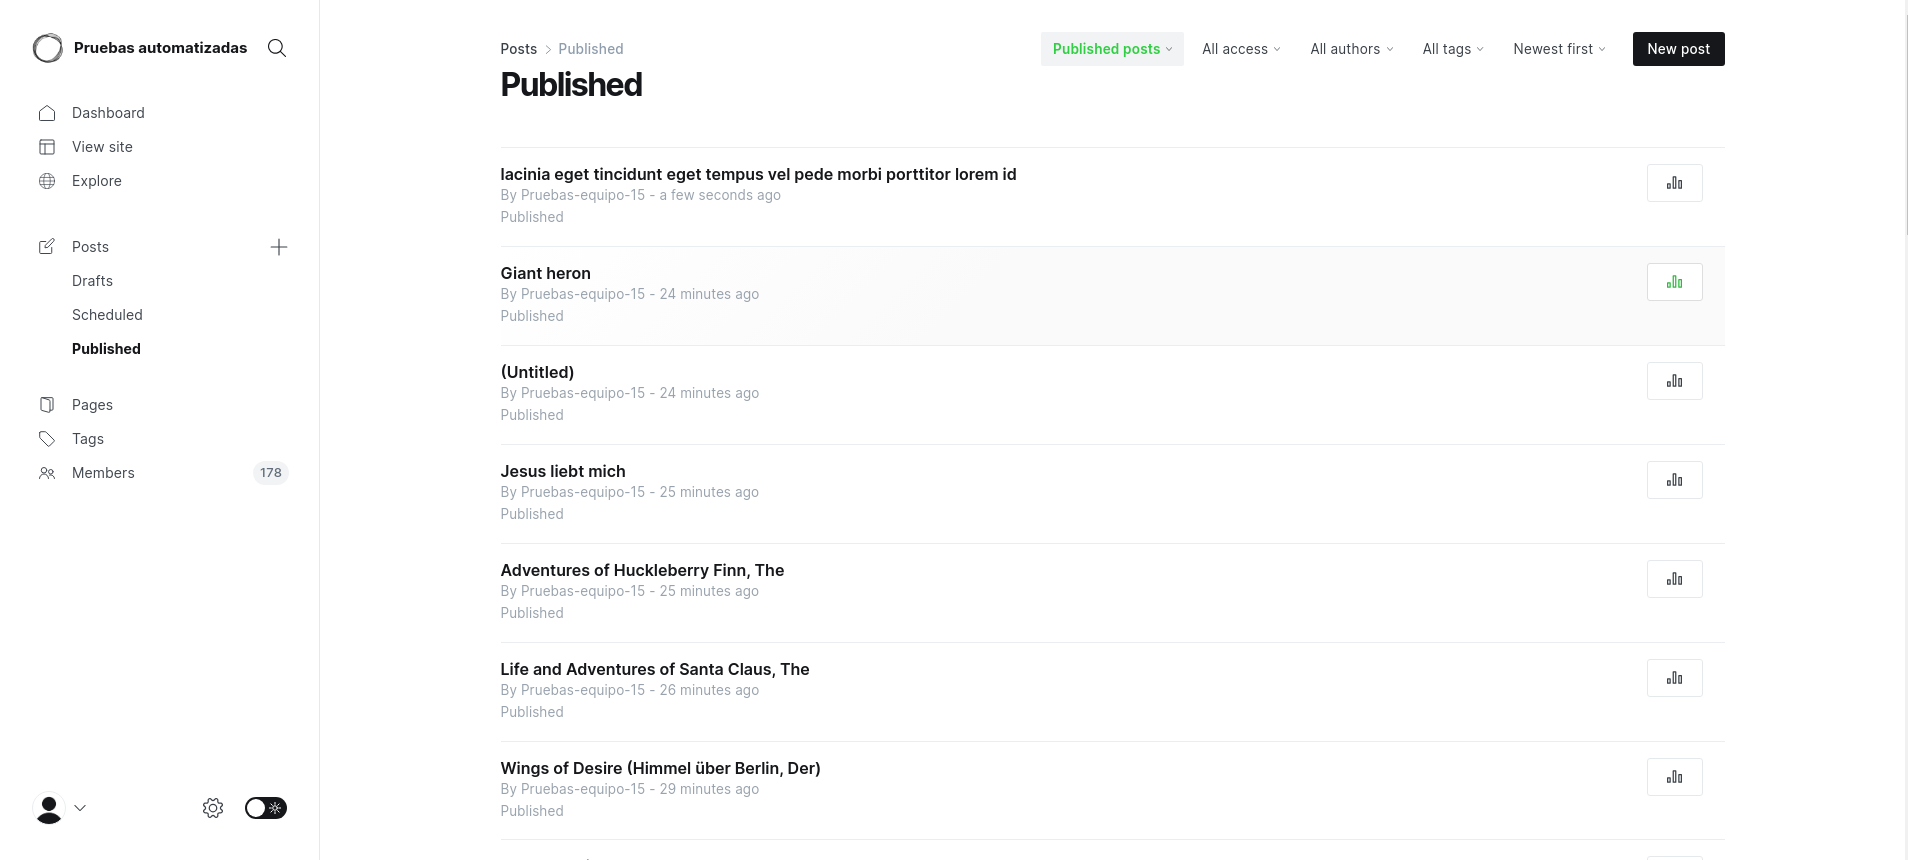 Pruebas automatizadas
Dashboard
View site
Explore
Posts
Drafts
Scheduled
Published
Pages
Tags
Members 178
Posts > Published
Published posts All access All authors All tags Newest first New post
Published
lacinia eget tincidunt eget tempus vel pede morbi porttitor lorem id
By Pruebas-equipo-15 - a few seconds ago
Published
Giant heron
By Pruebas-equipo-15 - 24 minutes ago
Published
(Untitled)
By Pruebas-equipo-15 - 24 minutes ago
Published
Jesus liebt mich
By Pruebas-equipo-15 - 25 minutes ago
Published
Adventures of Huckleberry Finn, The
By Pruebas-equipo-15 - 25 minutes ago
Published
Life and Adventures of Santa Claus, The
By Pruebas-equipo-15 - 26 minutes ago
Published
Wings of Desire (Himmel über Berlin, Der)
By Pruebas-equipo-15 - 29 minutes ago
Published